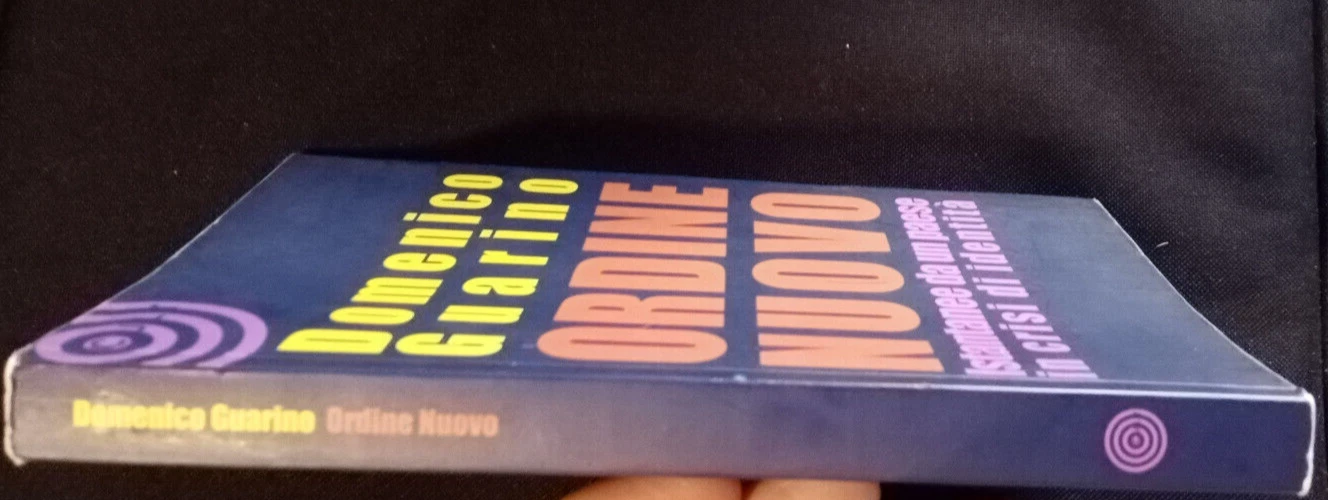 Domenico
Guarino
ORDINE
NUOVO
Istantanee da un paese
in crisi di identità
Domenico Guarino Ordine Nuovo